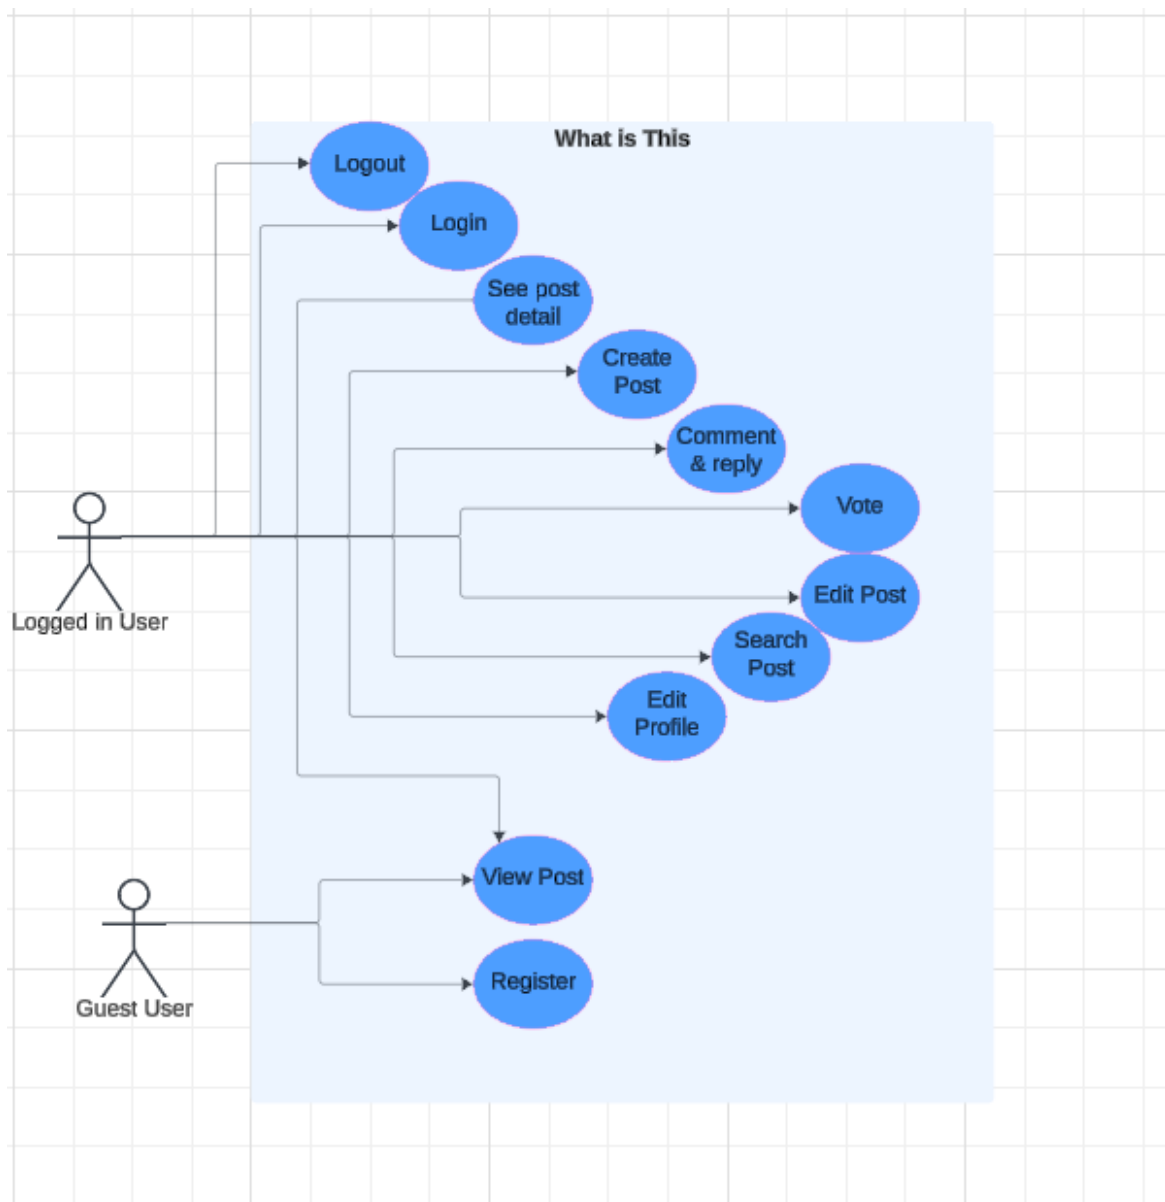 What is This
Logout
Login
See post
detail
Create
Post
Comment
& reply
Vote
Edit Post
Search
Post
Edit
Profile
Logged in User
View Post
Register
Guest User